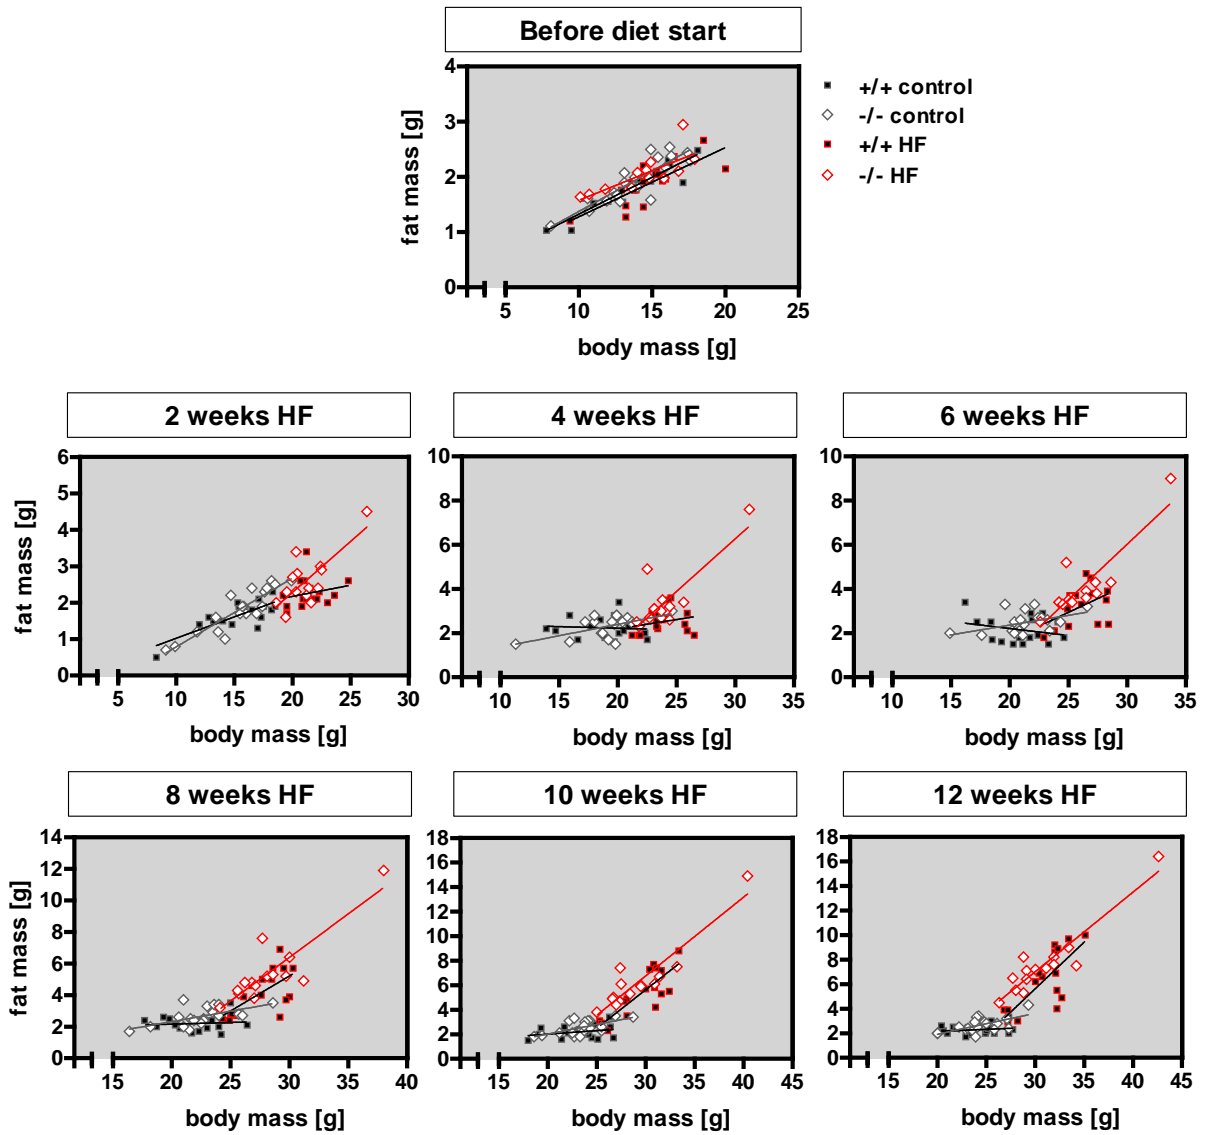 Before diet start
4
3
2
1
0
fat mass [g]
5 10 15 20 25
body mass [g]
+/+ control
-/- control
+/+ HF
-/- HF
2 weeks HF
6
5
4
3
2
1
0
fat mass [g]
5 10 15 20 25 30
body mass [g]
4 weeks HF
10
8
6
4
2
0
10 15 20 25 30 35
body mass [g]
6 weeks HF
10
8
6
4
2
0
10 15 20 25 30 35
body mass [g]
8 weeks HF
14
12
10
8
6
4
2
0
fat mass [g]
15 20 25 30 35 40
body mass [g]
10 weeks HF
18
16
14
12
10
8
6
4
2
0
15 20 25 30 35 40 45
body mass [g]
12 weeks HF
18
16
14
12
10
8
6
4
2
0
15 20 25 30 35 40 45
body mass [g]